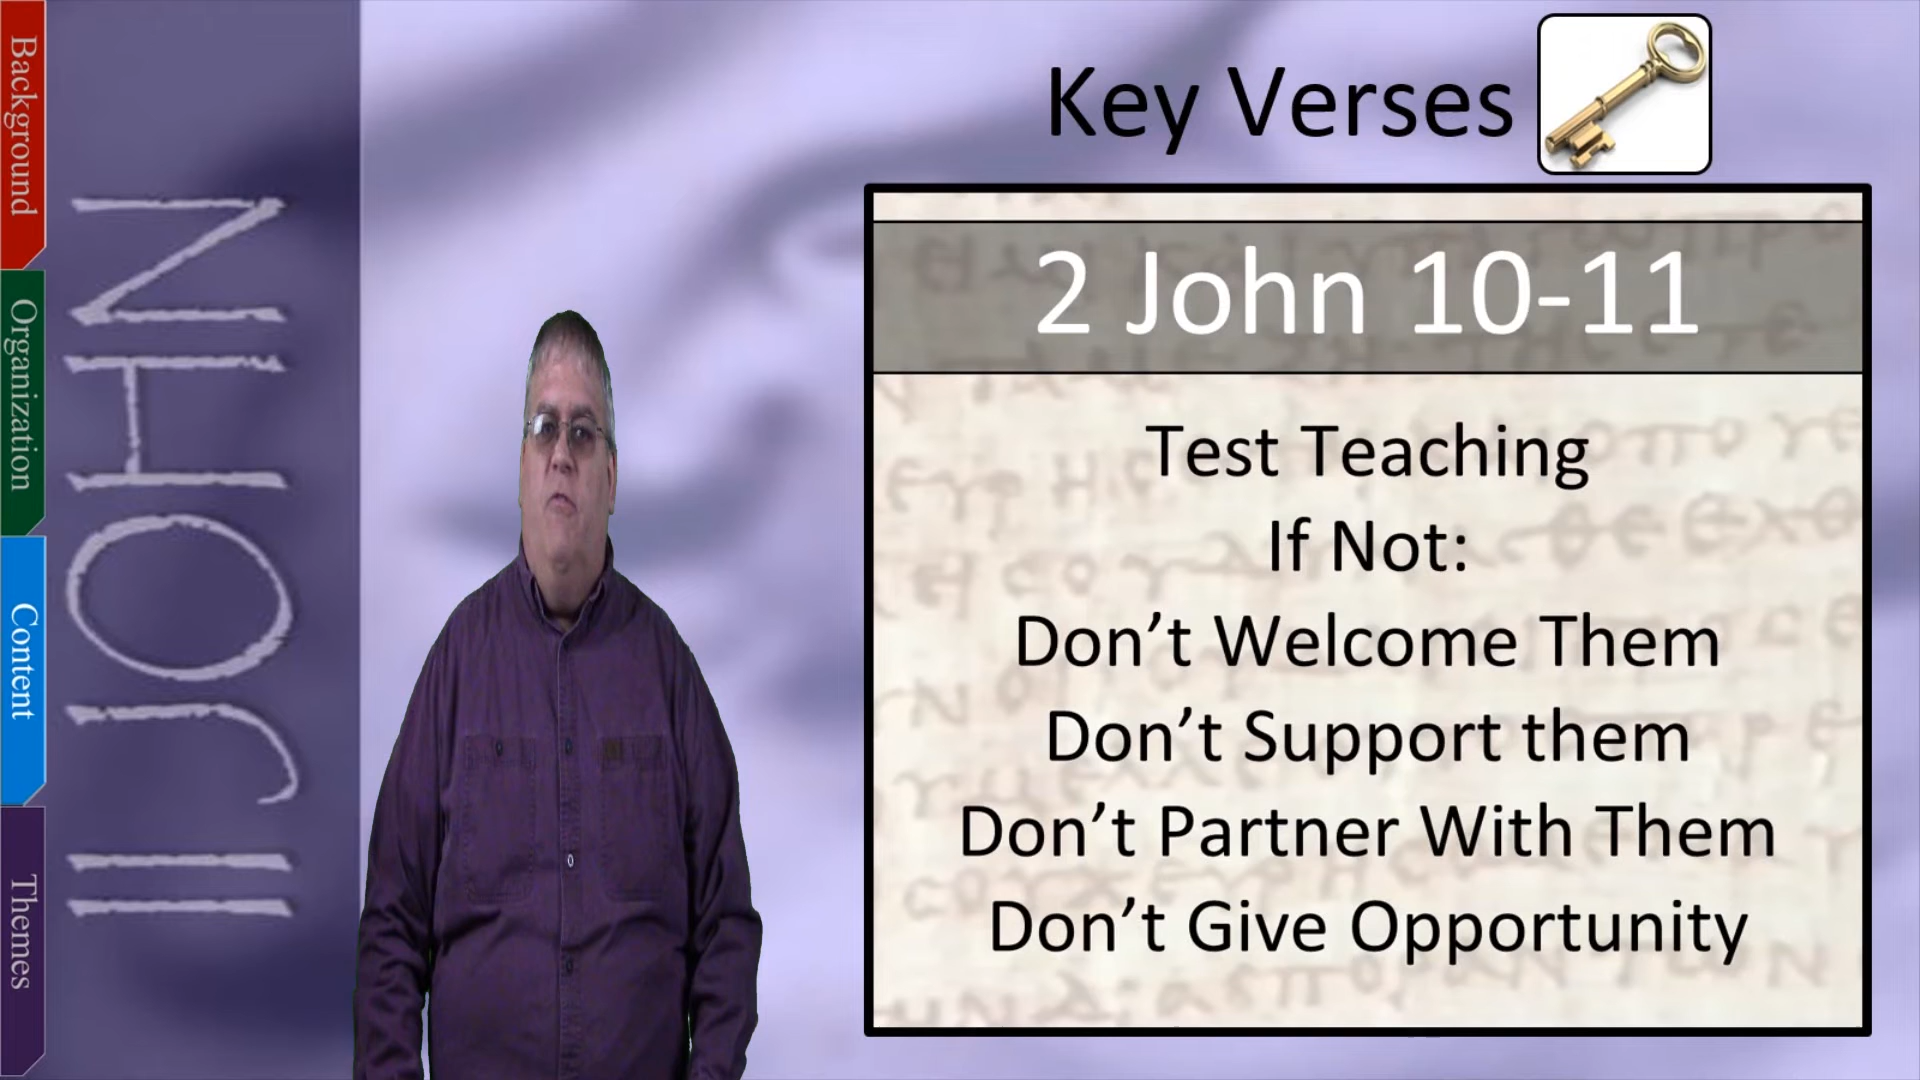 Background
Organization
Content
Themes
II JOHN
Key Verses
2 John 10-11
Test Teaching
If Not:
Don’t Welcome Them
Don’t Support them
Don’t Partner With Them
Don’t Give Opportunity